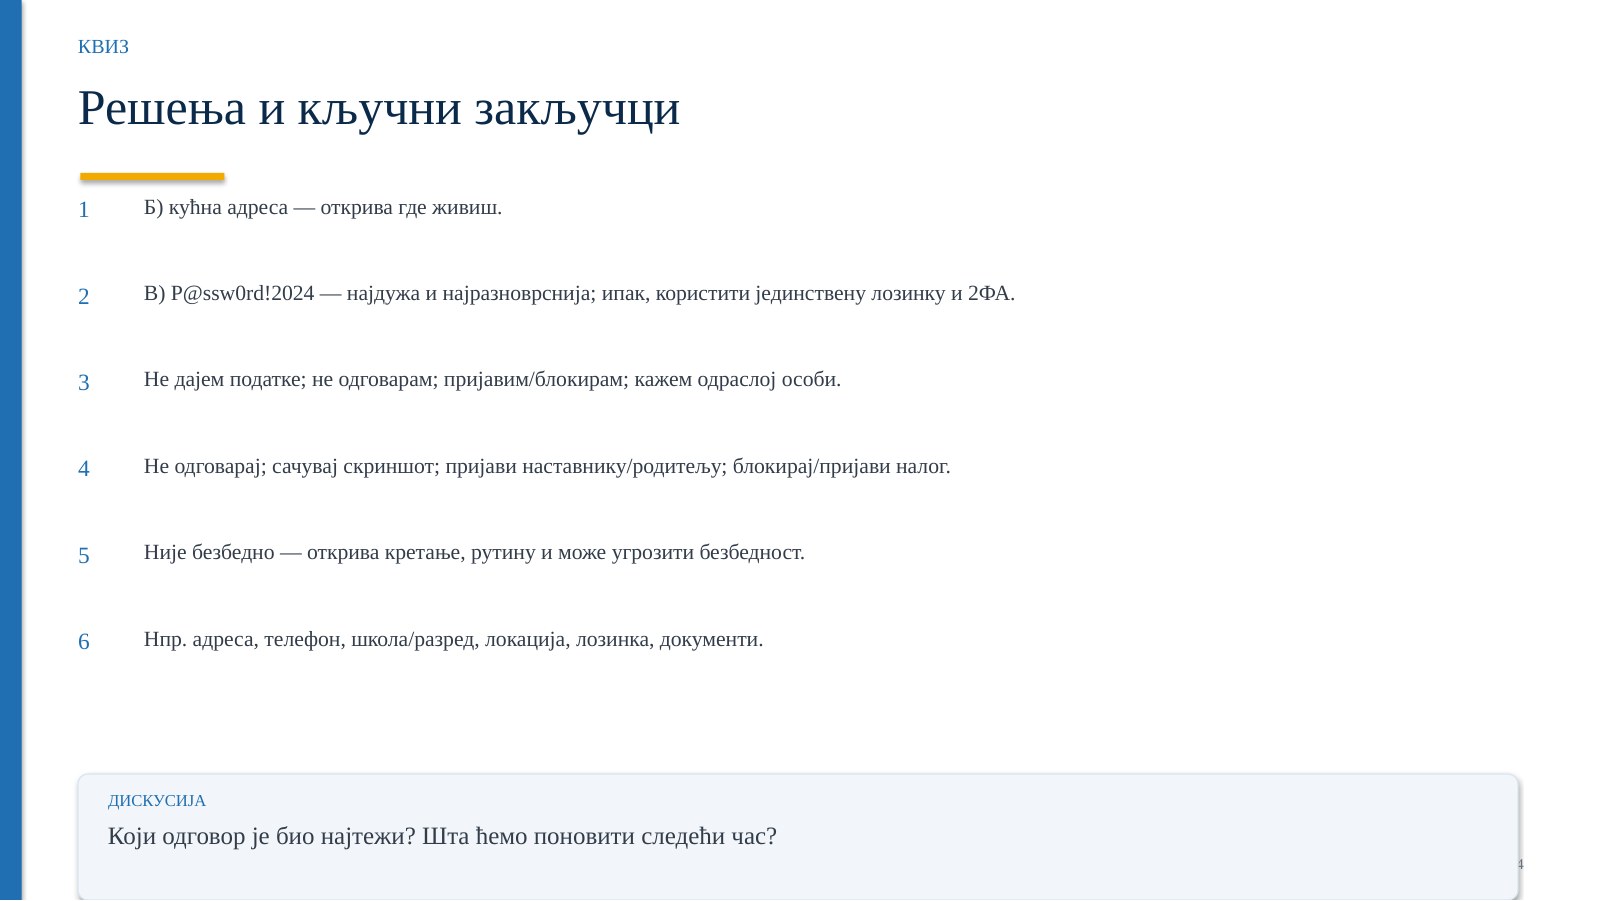 КВИЗ
Решења и кључни закључци
1 Б) кућна адреса — открива где живиш.
2 В) P@ssw0rd!2024 — најдужа и најразноврснија; ипак, користити јединствену лозинку и 2ФА.
3 Не дајем податке; не одговарам; пријавим/блокирам; кажем одраслој особи.
4 Не одговарај; сачувај скриншот; пријави наставнику/родитељу; блокирај/пријави налог.
5 Није безбедно — открива кретање, рутину и може угрозити безбедност.
6 Нпр. адреса, телефон, школа/разред, локација, лозинка, документи.
ДИСКУСИЈА
Који одговор је био најтежи? Шта ћемо поновити следећи час?